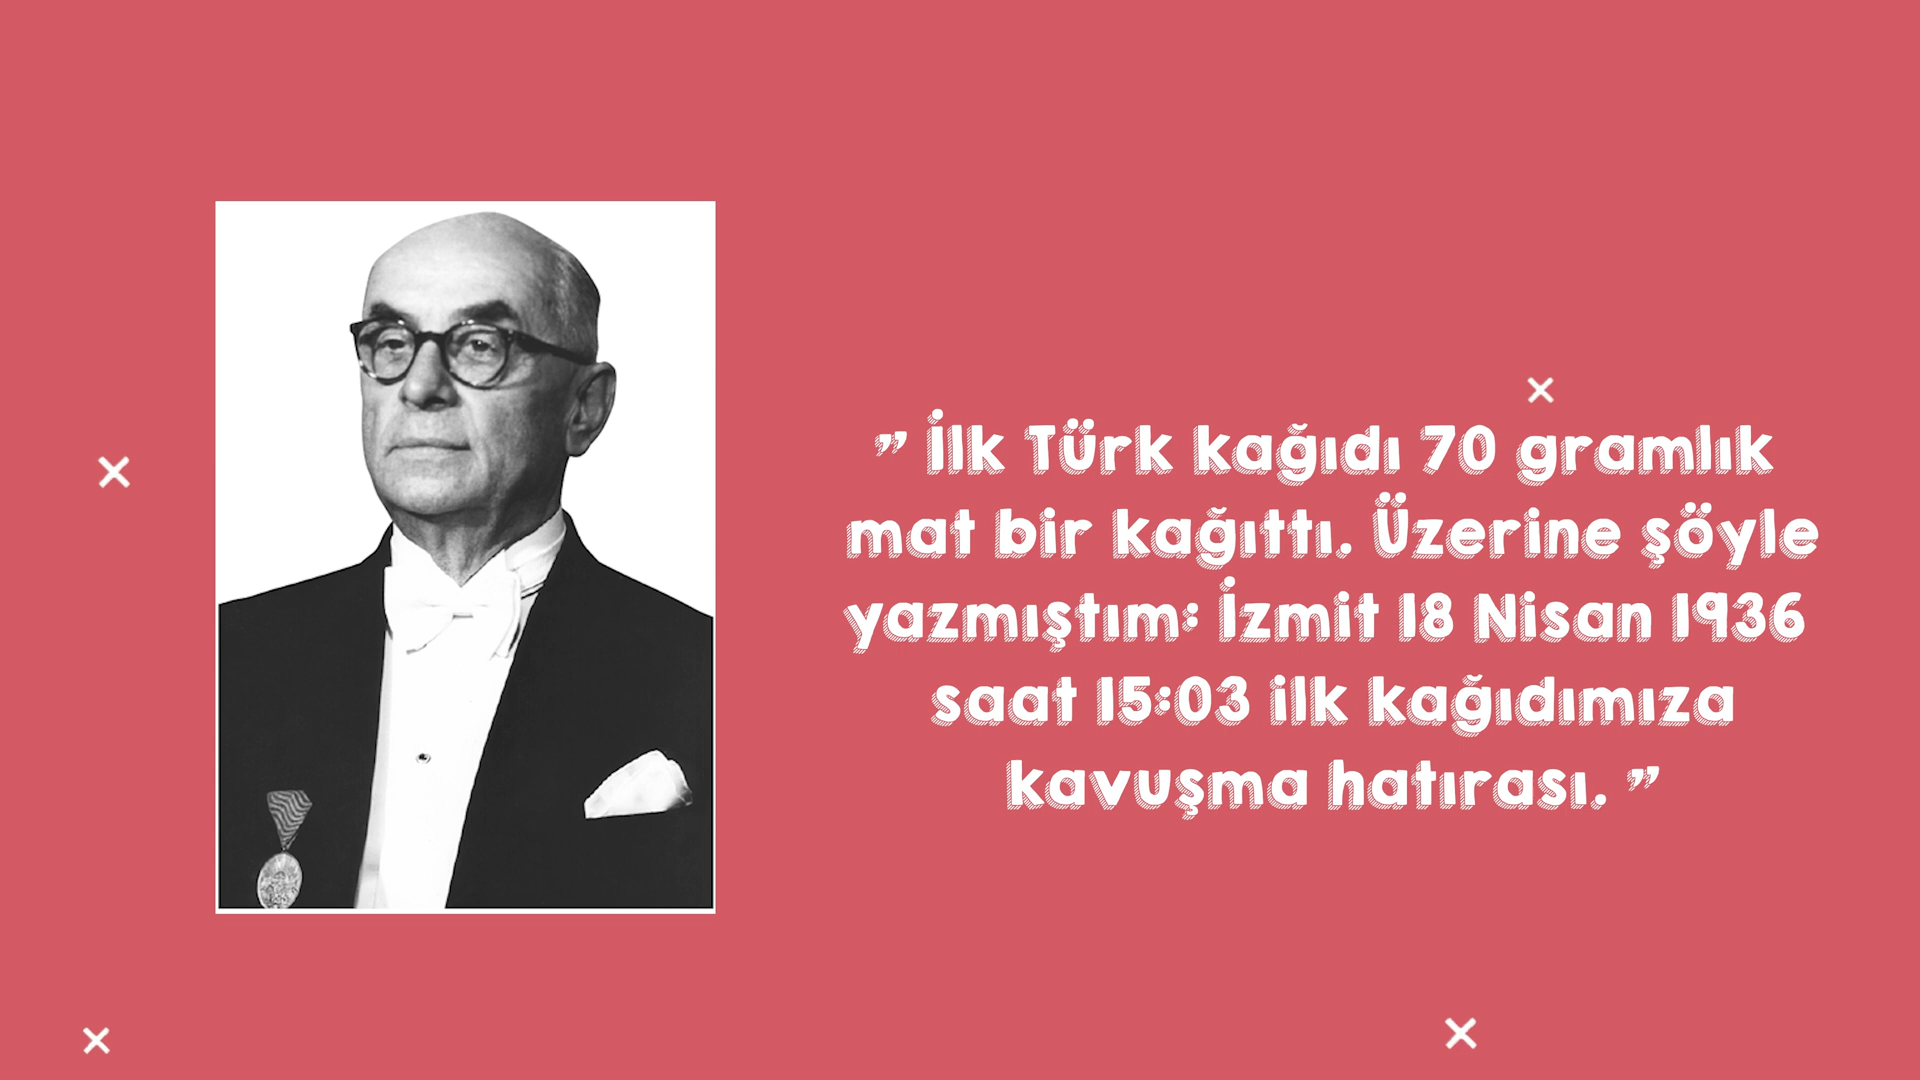 ” İlk Türk kağıdı 70 gramlık
mat bir kağıttı. Üzerine şöyle
yazmıştım: İzmit 18 Nisan 1936
saat 15:03 ilk kağıdımıza
kavuşma hatırası. ”